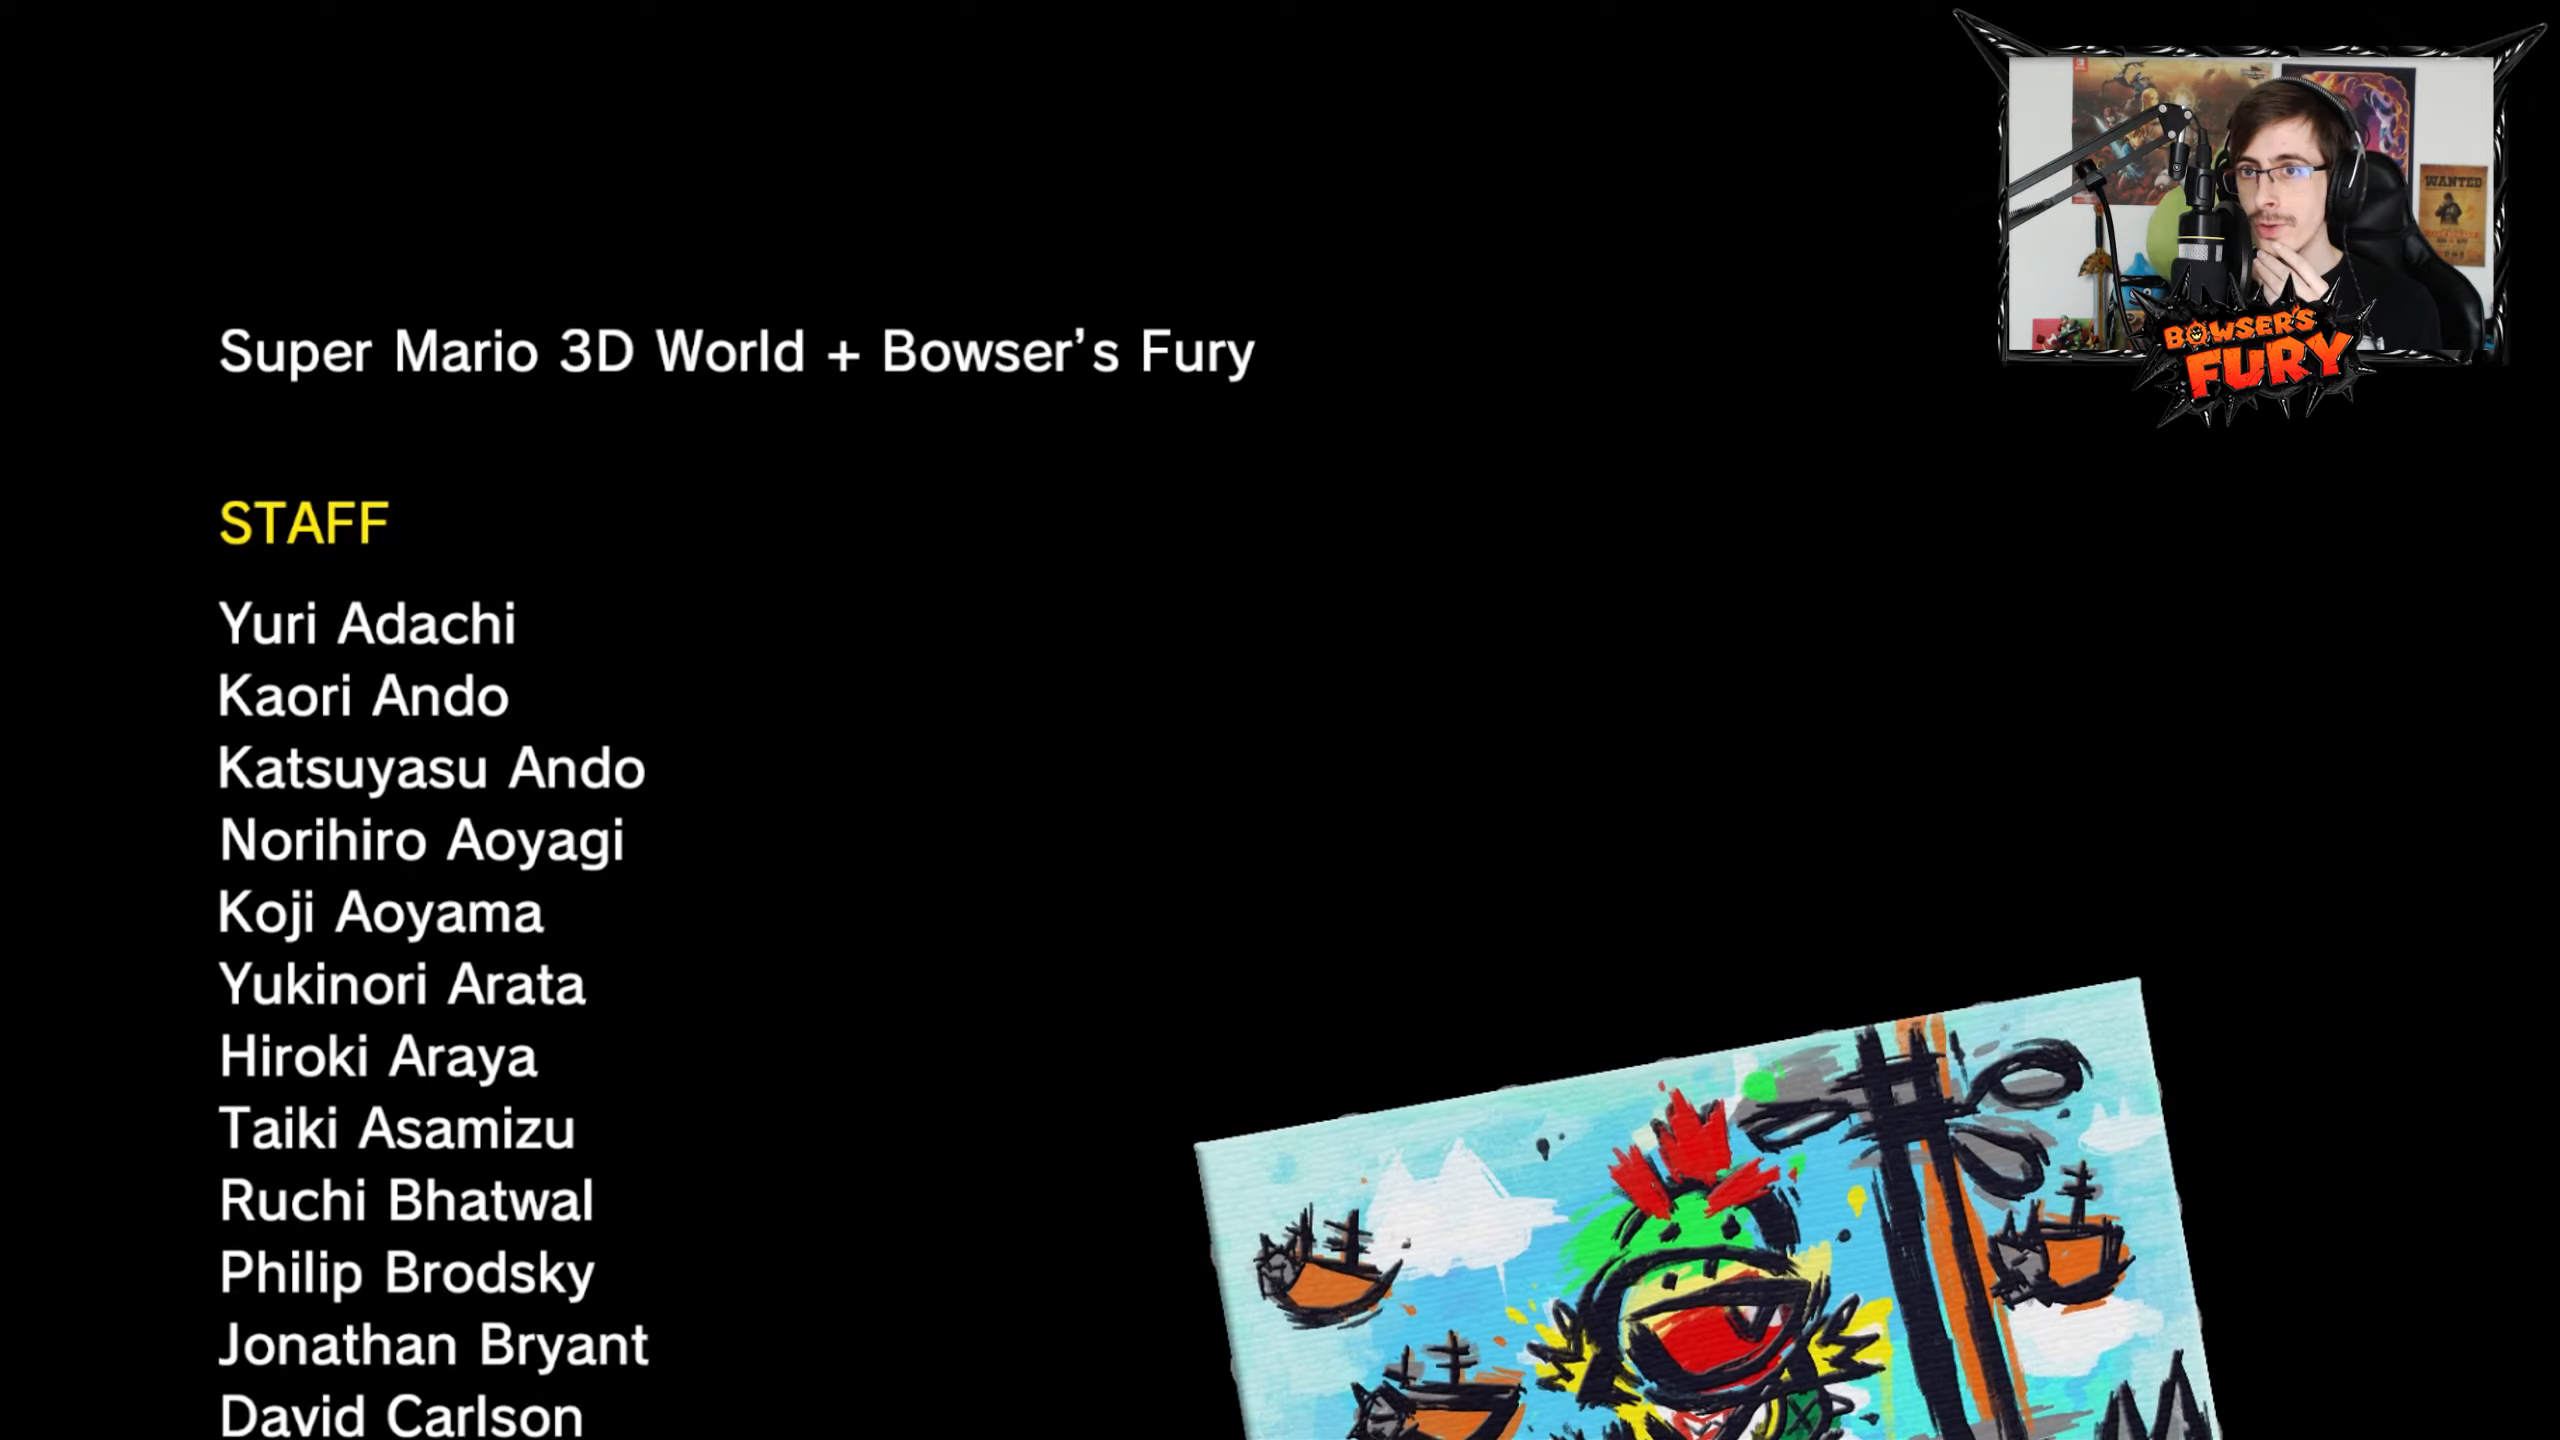 Super Mario 3D World + Bowser’s Fury
STAFF
Yuri Adachi
Kaori Ando
Katsuyasu Ando
Norihiro Aoyagi
Koji Aoyama
Yukinori Arata
Hiroki Araya
Taiki Asamizu
Ruchi Bhatwal
Philip Brodsky
Jonathan Bryant
David Carlson
WANTED
BOWSER'S
FURY